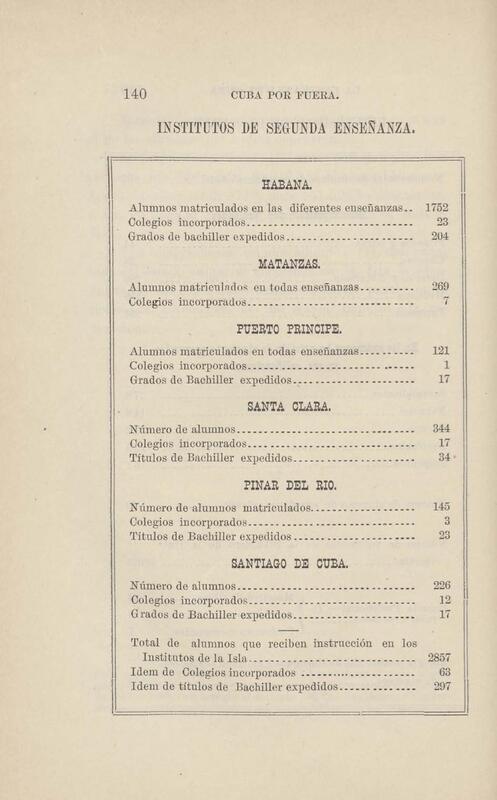 140 CUBA POR FUERA.
INSTITUTOS DE SEGUNDA ENSEÑANZA.
HABANA.
Alumnos matriculados en las diferentes enseñanzas.. 1752
Colegios incorporados 23
Grados de bachiller expedidos 204
MATANZAS.
Alumnos matriculados en todas enseñanzas 269
Colegios incorporados 7
PUERTO PRINCIPE.
Alumnos matriculados en todas enseñanzas 121
Colegios incorporados 1
Grados de Bachiller expedidos 17
SANTA CLARA.
Número de alumnos 344
Colegios incorporados 17
Títulos de Bachiller expedidos 34
PINAR DEL RIO.
Número de alumnos matriculados 145
Colegios incorporados 3
Títulos de Bachiller expedidos 23
SANTIAGO DE CUBA.
Número de alumnos 226
Colegios incorporados 12
Grados de Bachiller expedidos 17
Total de alumnos que reciben instrucción en los
Institutos de la Isla 2857
Idem de Colegios incorporados 63
Idem de títulos de Bachiller expedidos 297